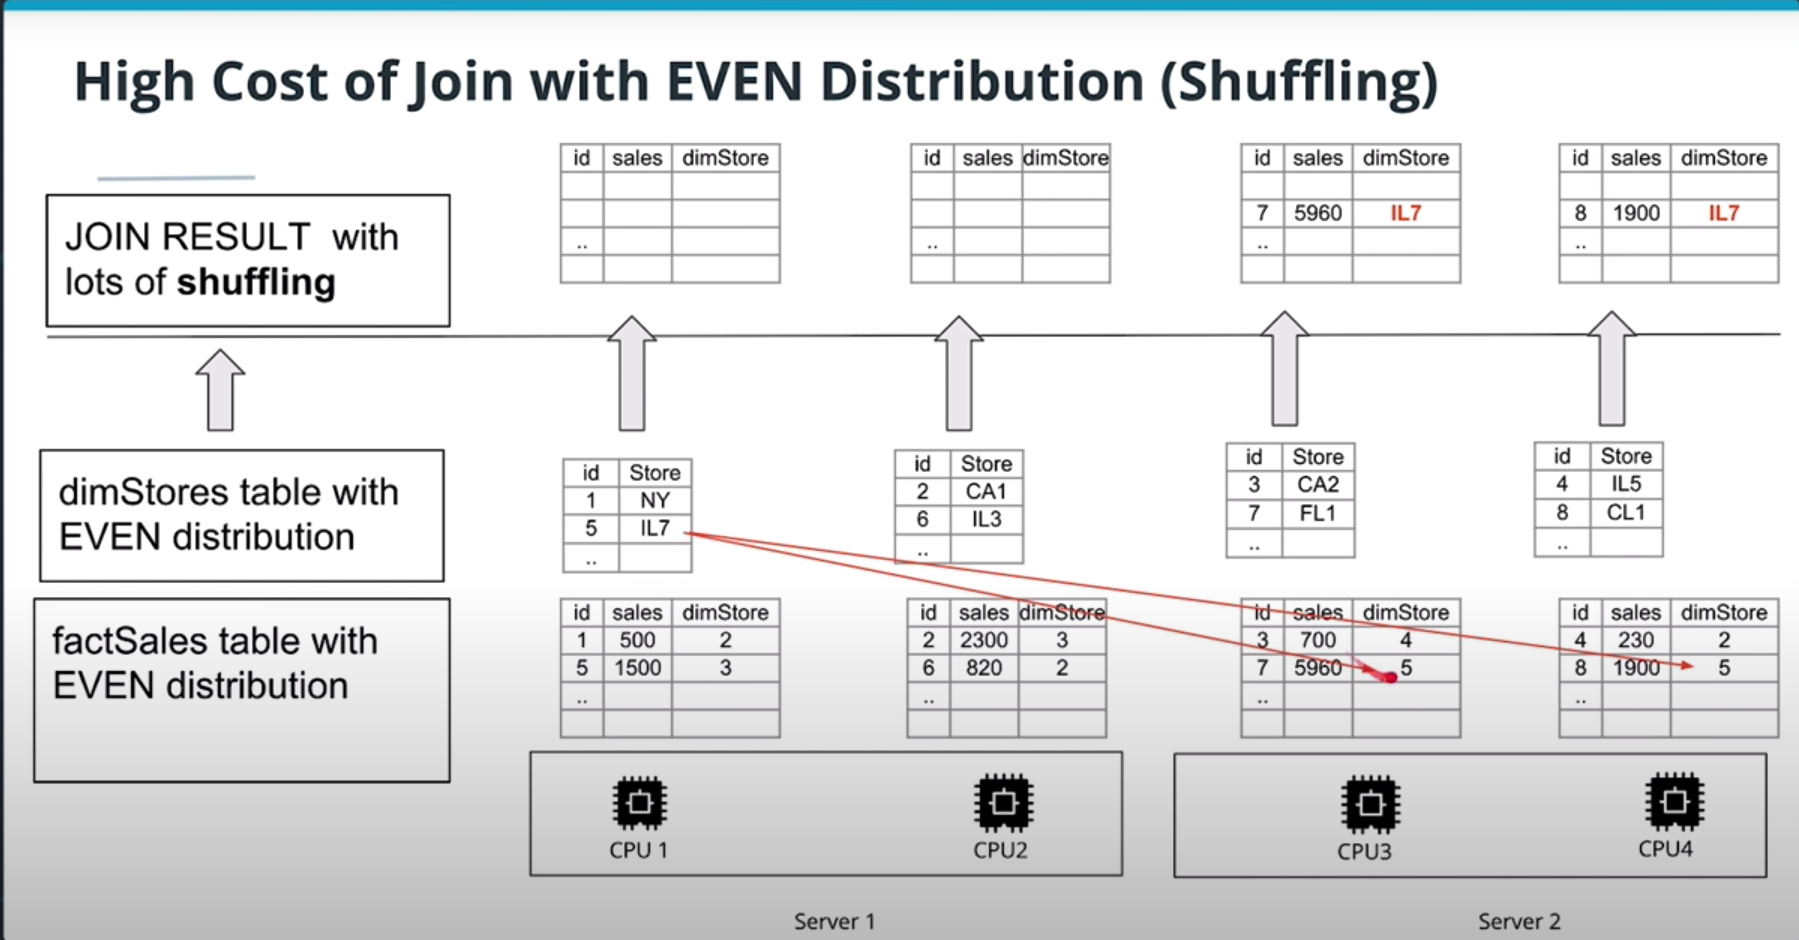 High Cost of Join with EVEN Distribution (Shuffling)
JOIN RESULT with
lots of shuffling
id sales dimStore
..
id sales dimStore
..
id sales dimStore
7 5960 IL7
..
id sales dimStore
8 1900 IL7
..
dimStores table with
EVEN distribution
id Store
1 NY
5 IL7
..
id Store
2 CA1
6 IL3
..
id Store
3 CA2
7 FL1
..
id Store
4 IL5
8 CL1
..
factSales table with
EVEN distribution
id sales dimStore
1 500 2
5 1500 3
..
id sales dimStore
2 2300 3
6 820 2
..
id sales dimStore
3 700 4
7 5960 5
..
id sales dimStore
4 230 2
8 1900 5
..
CPU 1
CPU2
CPU3
CPU4
Server 1
Server 2